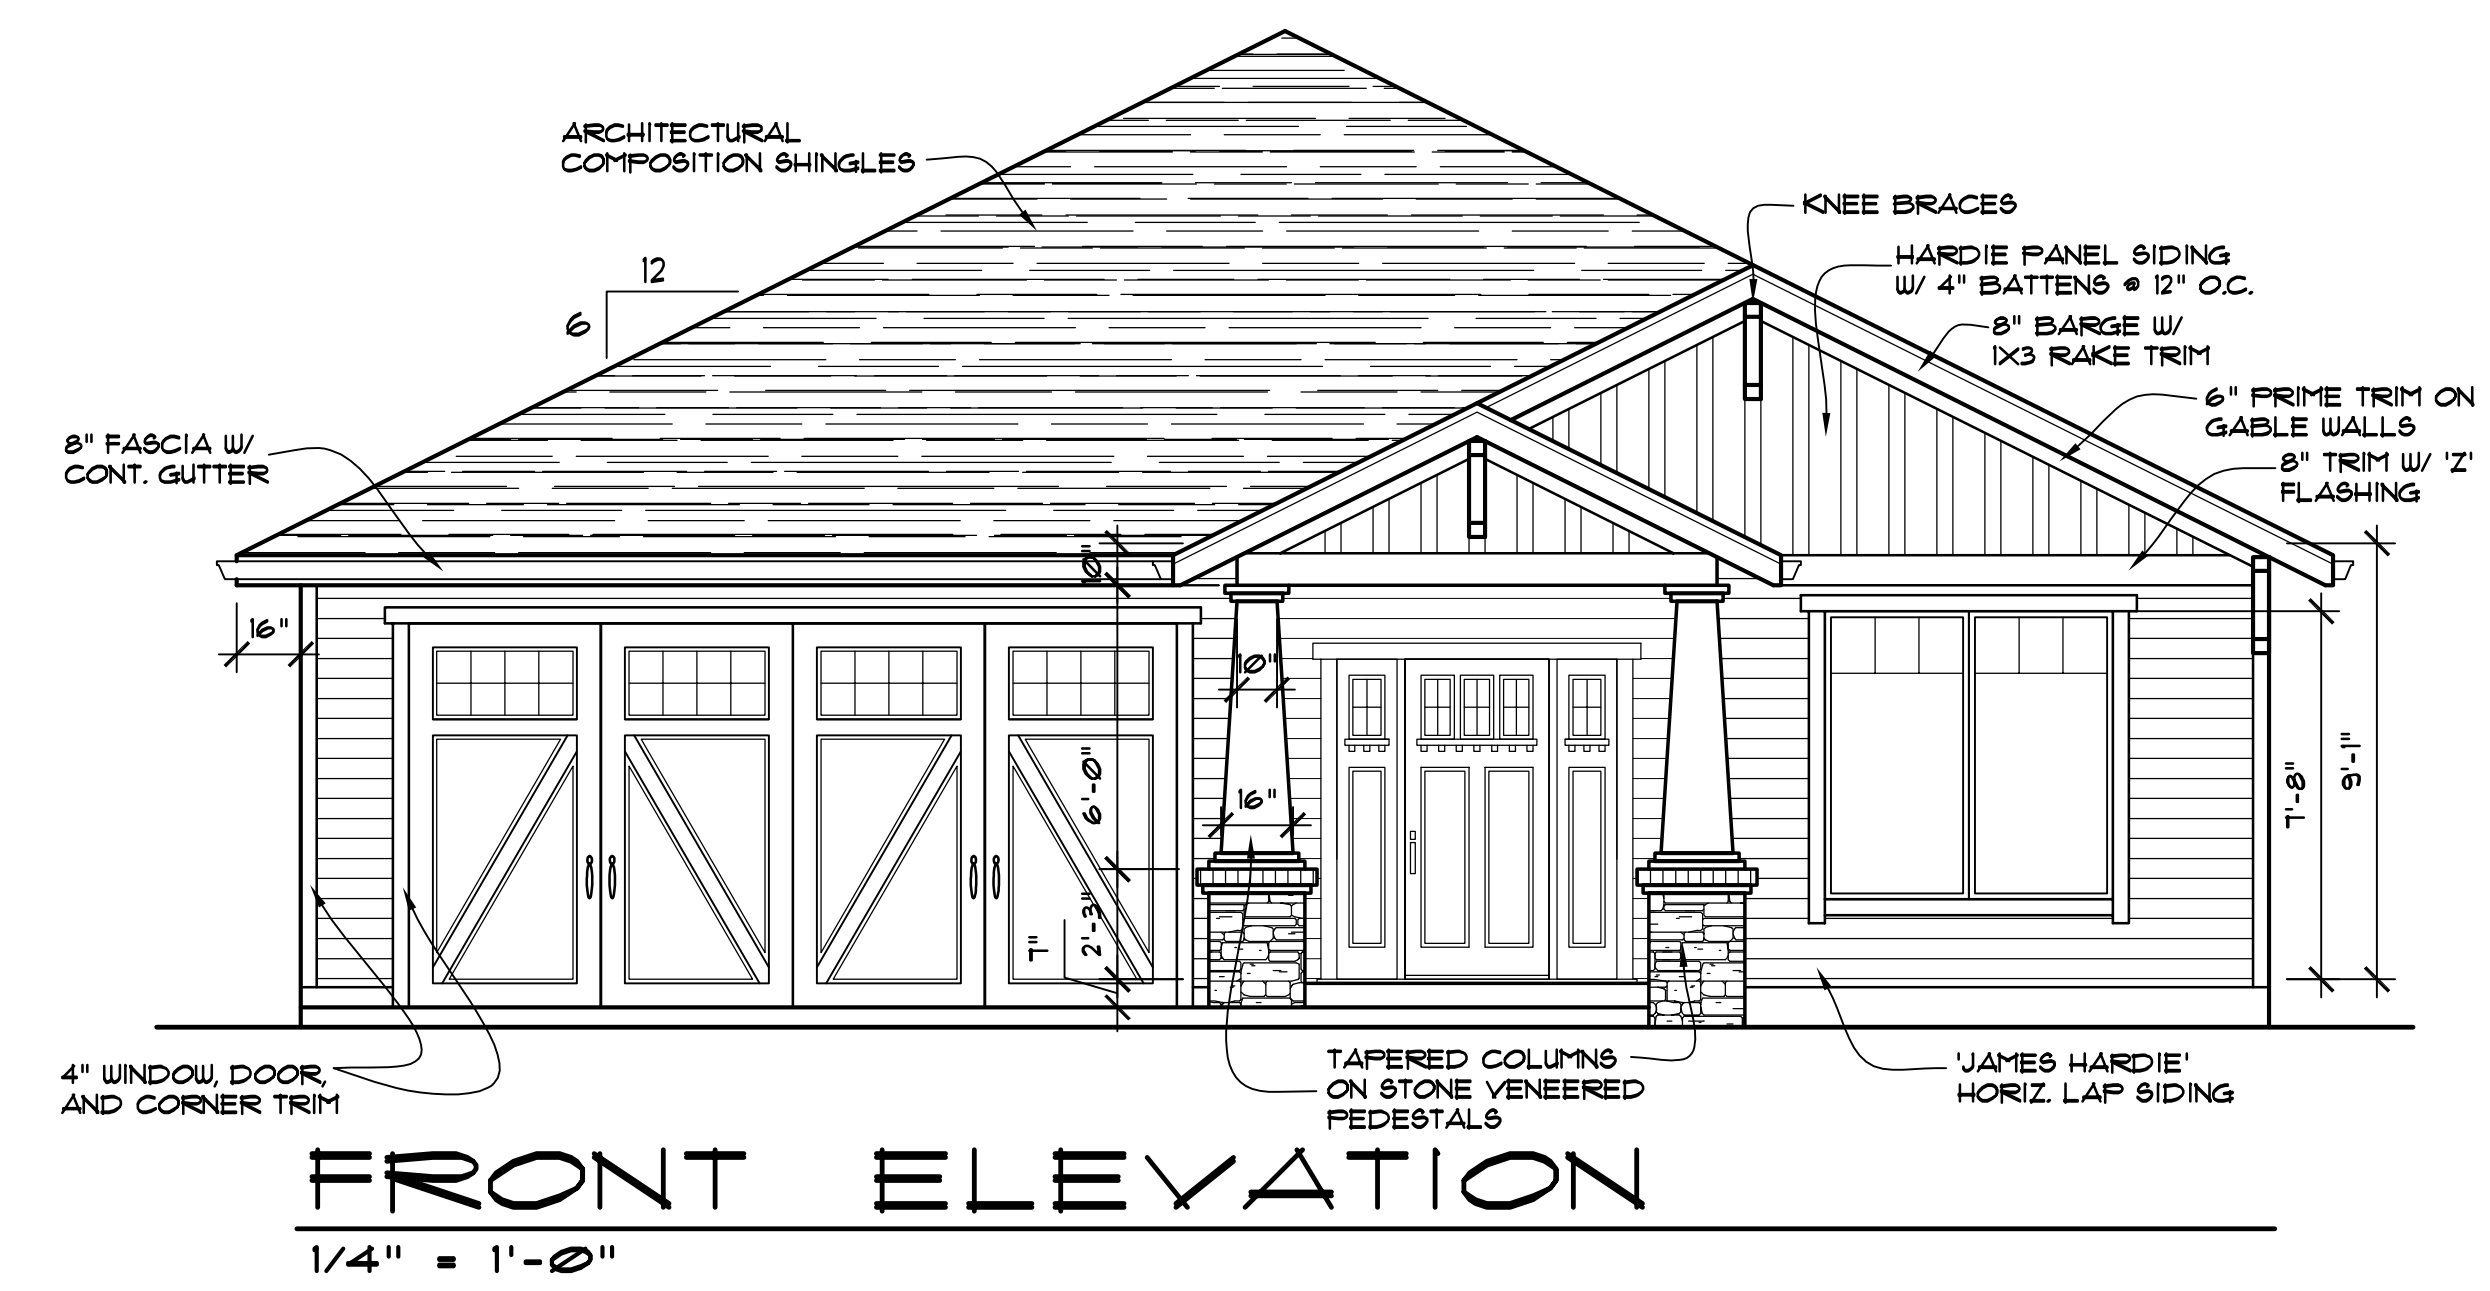 ARCHITECTURAL
COMPOSITION SHINGLES
KNEE BRACES
HARDIE PANEL SIDING
W/ 4" BATTENS @ 12" O.C.
12
6
8" BARGE W/
1X3 RAKE TRIM
6" PRIME TRIM ON
GABLE WALLS
8" FASCIA W/
CONT. GUTTER
8" TRIM W/ 'Z'
FLASHING
10"
16"
10"
6'-0"
16"
7'-8"
9'-1"
2'-3"
7"
4" WINDOW, DOOR,
AND CORNER TRIM
TAPERED COLUMNS
ON STONE VENEERED
PEDESTALS
'JAMES HARDIE'
HORIZ. LAP SIDING
FRONT ELEVATION
1/4" = 1'-0"